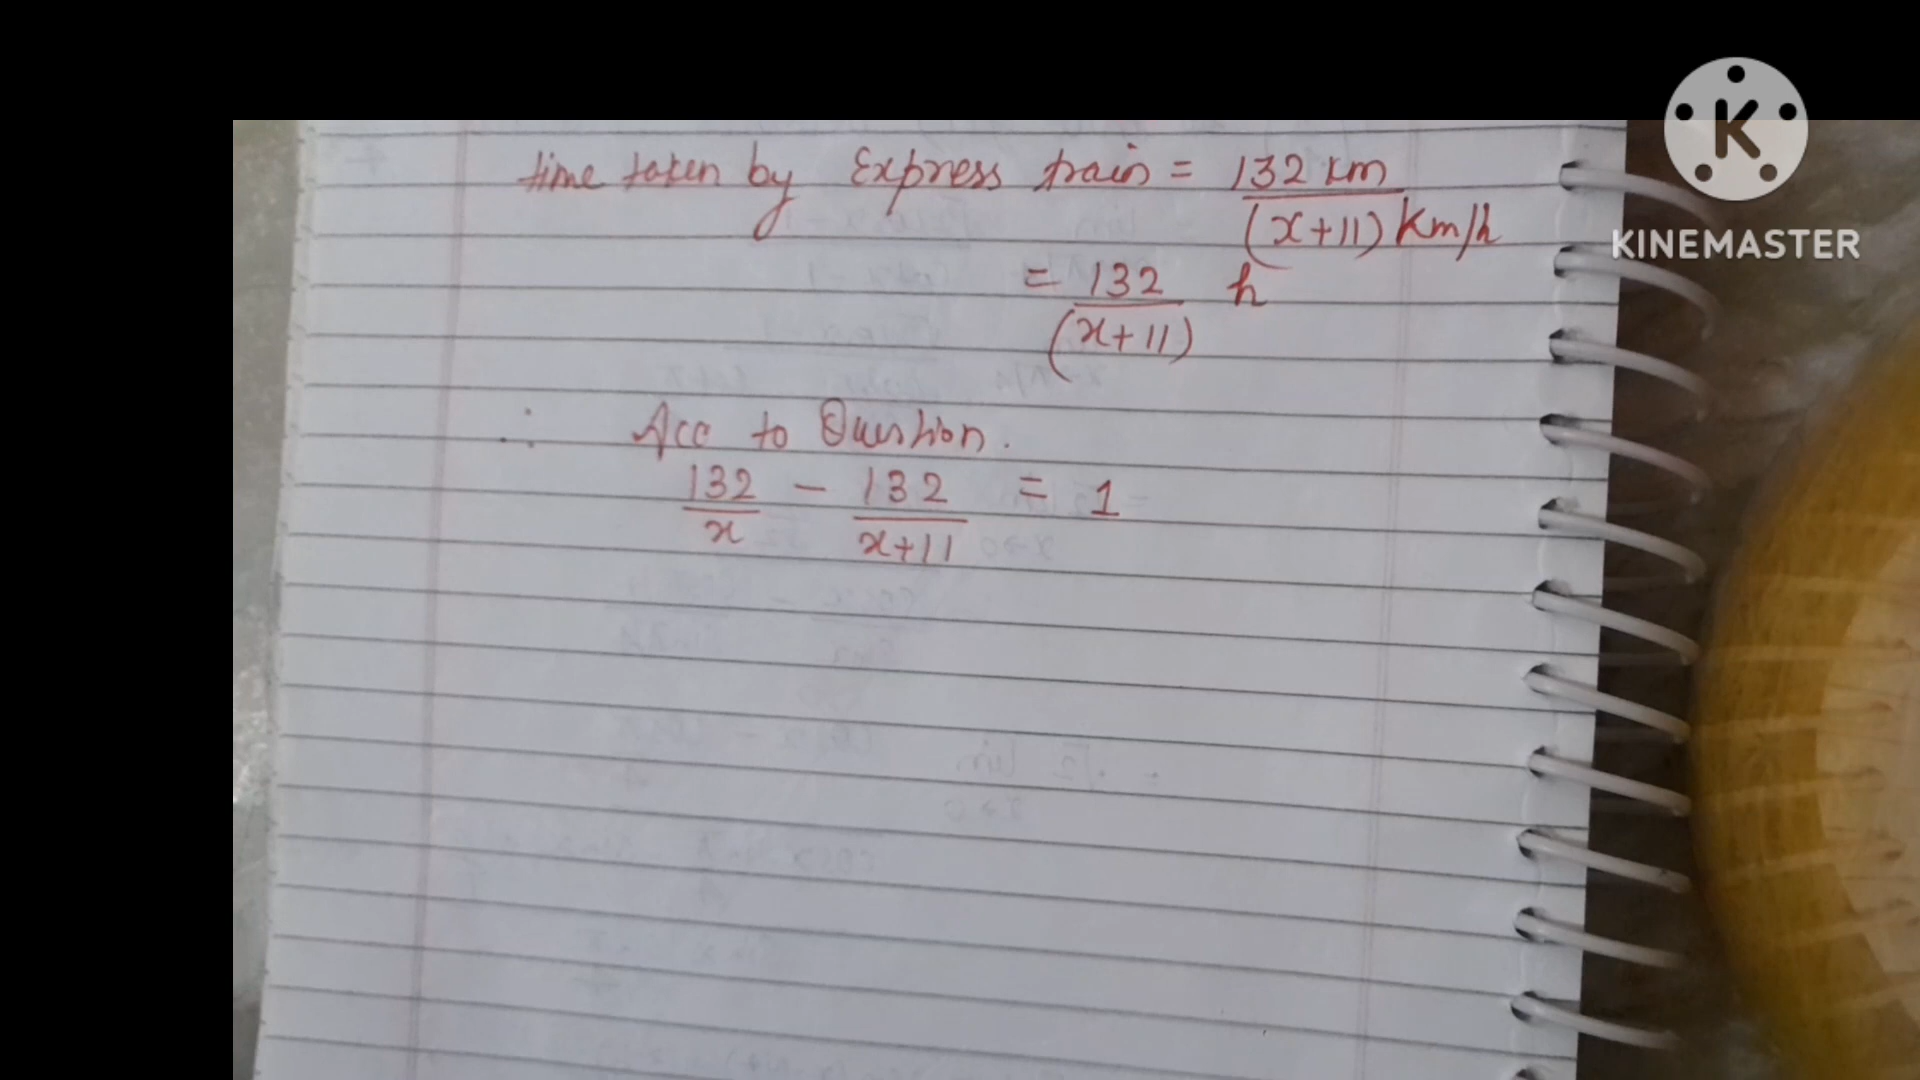 time taken by Express train = 132 km / (x+11) km/h
= 132 / (x+11) h
∴ Acc to Question.
132/x - 132/x+11 = 1
K
KINEMASTER